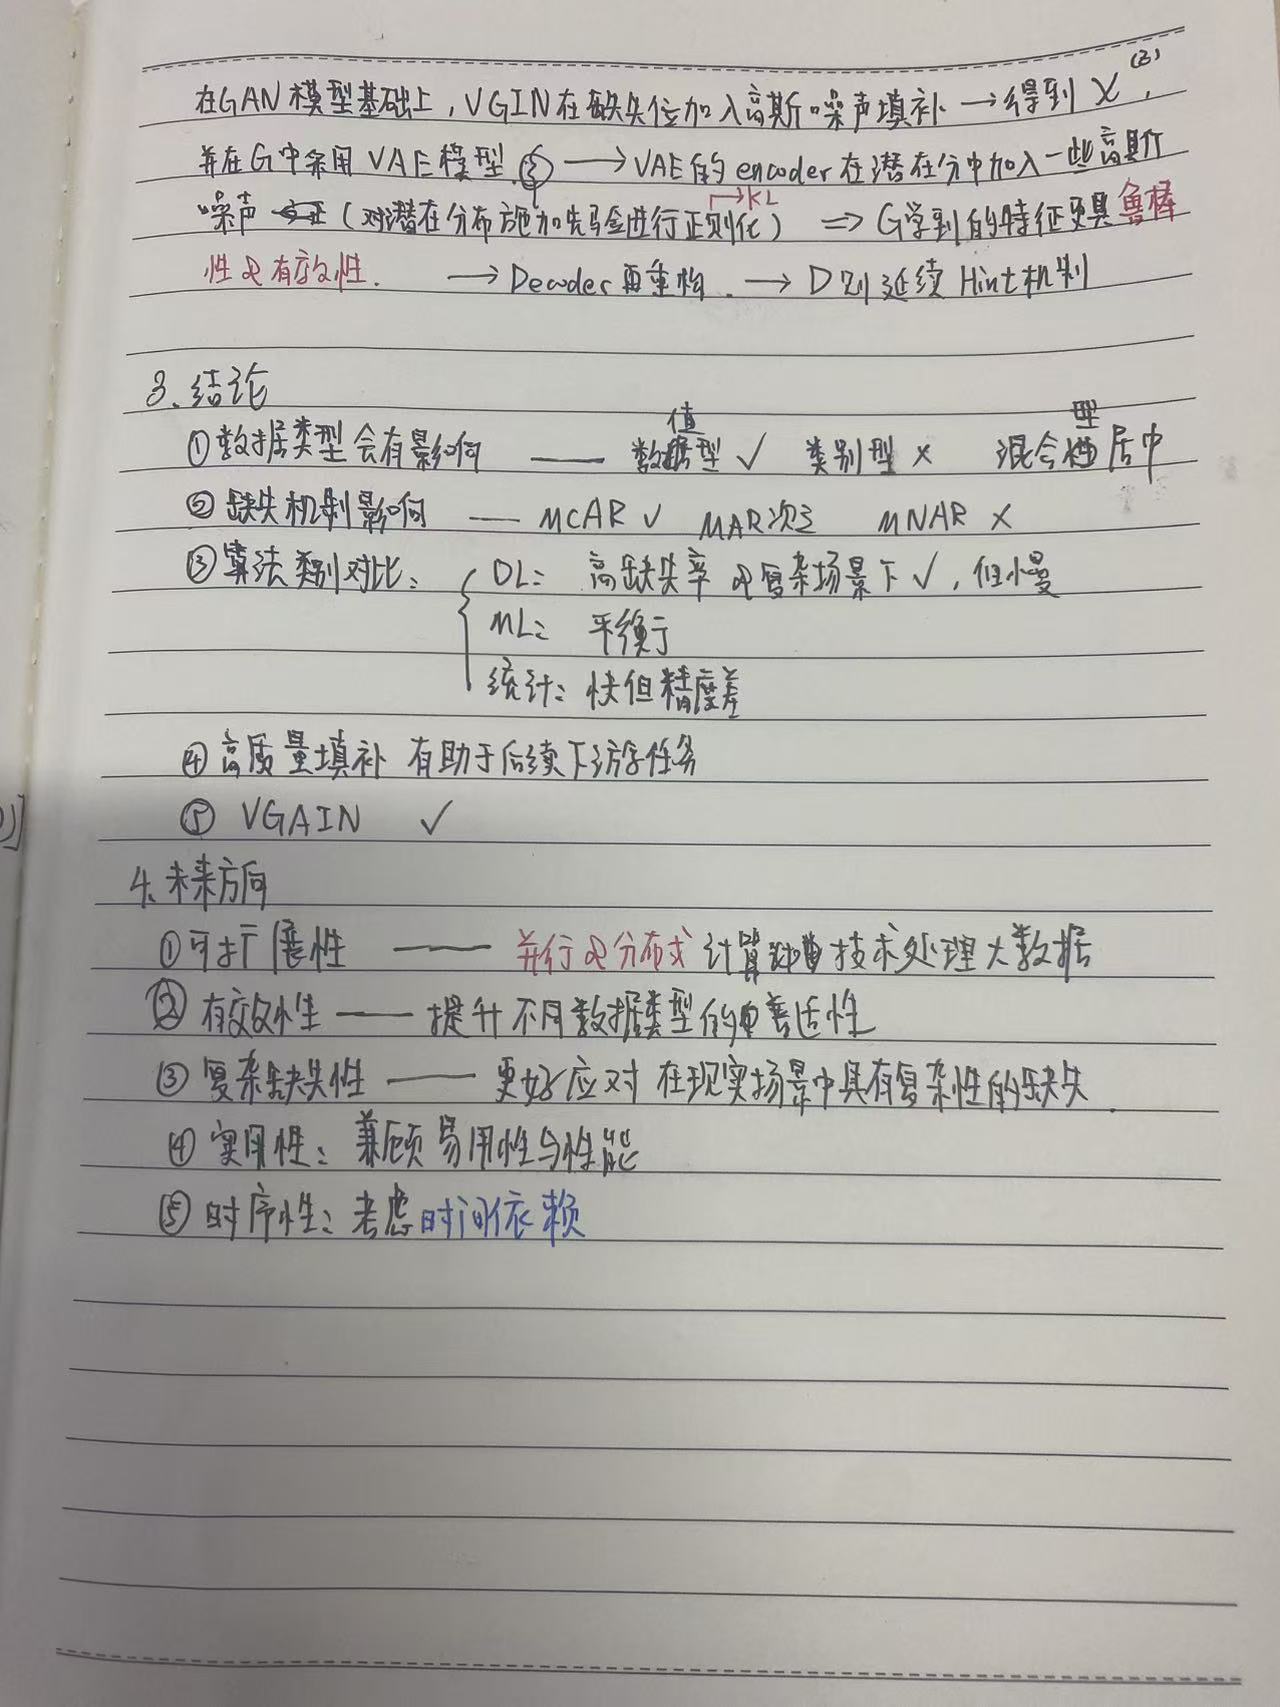 在GAN模型基础上，VGIN在缺失位加入高斯噪声填补→得到X⁽³⁾，
并在G中采用VAE模型 → VAE的encoder在潜在分中加入一些高斯
→KL
噪声（对潜在分布施加先验进行正则化） ⇒ G学到的特征更具鲁棒
性及有效性. → Decoder再重构. → D则延续Hint机制
3. 结论
值 型
①数据类型会有影响 —— 数型 ✓ 类别型 × 混合 居中
②缺失机制影响 —— MCAR ✓ MAR次之 MNAR ×
③算法类别对比： { DL： 高缺失率及复杂场景下 ✓，但慢
ML： 平衡于
统计：快但精度差
④高质量填补 有助于后续下游任务
⑤ VGAIN ✓
4. 未来方向
①可扩展性 —— 并行及分布式计算技术处理大数据
②有效性 —— 提升不同数据类型的普适性
③复杂缺失性 —— 更好应对在现实场景中具有复杂性的缺失.
④实用性：兼顾易用性与性能
⑤时序性：考虑时间依赖